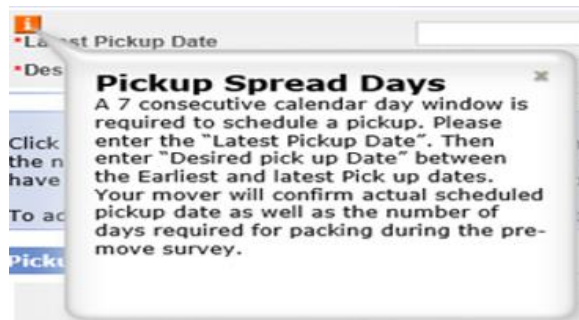 *Latest Pickup Date
*Des
Pickup Spread Days
A 7 consecutive calendar day window is
required to schedule a pickup. Please
enter the "Latest Pickup Date". Then
enter "Desired pick up Date" between
the Earliest and latest Pick up dates.
Your mover will confirm actual scheduled
pickup date as well as the number of
days required for packing during the pre-
move survey.
Click
the n
have
To ac
Picku